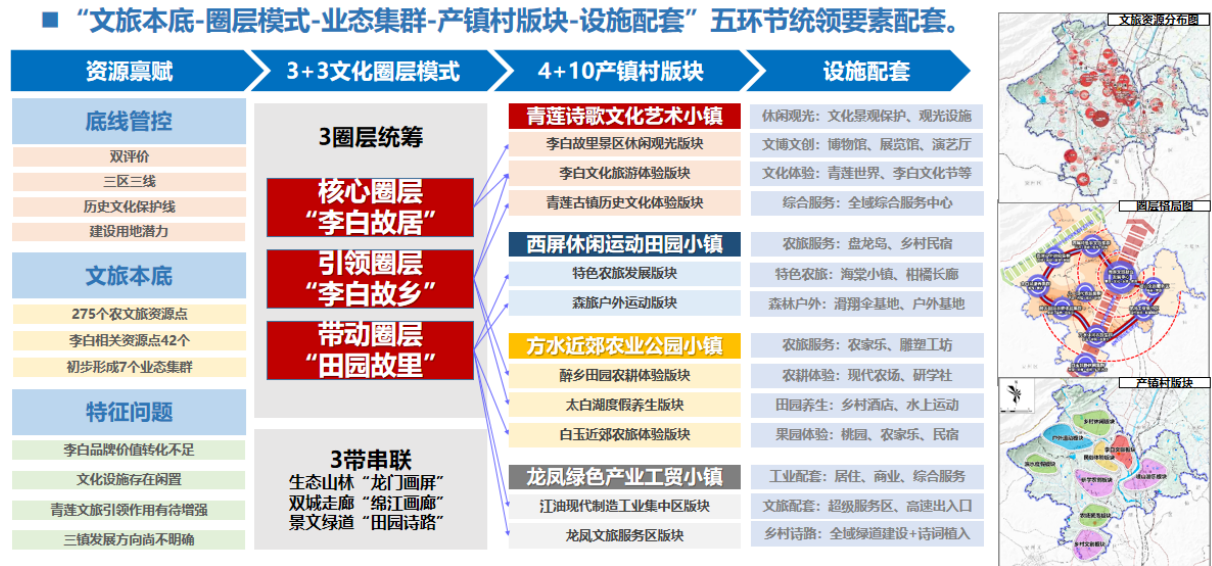 “文旅本底-圈层模式-业态集群-产镇村版块-设施配套”五环节统领要素配套。
资源禀赋
3+3文化圈层模式
4+10产镇村版块
设施配套
底线管控
双评价
三区三线
历史文化保护线
建设用地潜力
文旅本底
275个农文旅资源点
李白相关资源点42个
初步形成7个业态集群
特征问题
李白品牌价值转化不足
文化设施存在闲置
青莲文旅引领作用有待增强
三镇发展方向尚不明确
3圈层统筹
核心圈层
“李白故居”
引领圈层
“李白故乡”
带动圈层
“田园故里”
3带串联
生态山林“龙门画屏”
双城走廊“绵江画廊”
景文绿道“田园诗路”
青莲诗歌文化艺术小镇
李白故里景区休闲观光版块
李白文化旅游体验版块
青莲古镇历史文化体验版块
西屏休闲运动田园小镇
特色农旅发展版块
森旅户外运动版块
方水近郊农业公园小镇
醉乡田园农耕体验版块
太白湖度假养生版块
白玉近郊农旅体验版块
龙凤绿色产业工贸小镇
江油现代制造工业集中区版块
龙凤文旅服务区版块
休闲观光：文化景观保护、观光设施
文博文创：博物馆、展览馆、演艺厅
文化体验：青莲世界、李白文化节等
综合服务：全域综合服务中心
农旅服务：盘龙鸟、乡村民宿
特色农旅：海棠小镇、柑橘长廊
森林户外：滑翔伞基地、户外基地
农旅服务：农家乐、雕塑工坊
农耕体验：现代农场、研学社
田园养生：乡村酒店、水上运动
果园体验：桃园、农家乐、民宿
工业配套：居住、商业、综合服务
文旅配套：超级服务区、高速出入口
乡村诗路：全域绿道建设+诗词植入
文旅资源分布图
圈层格局图
产镇村版块